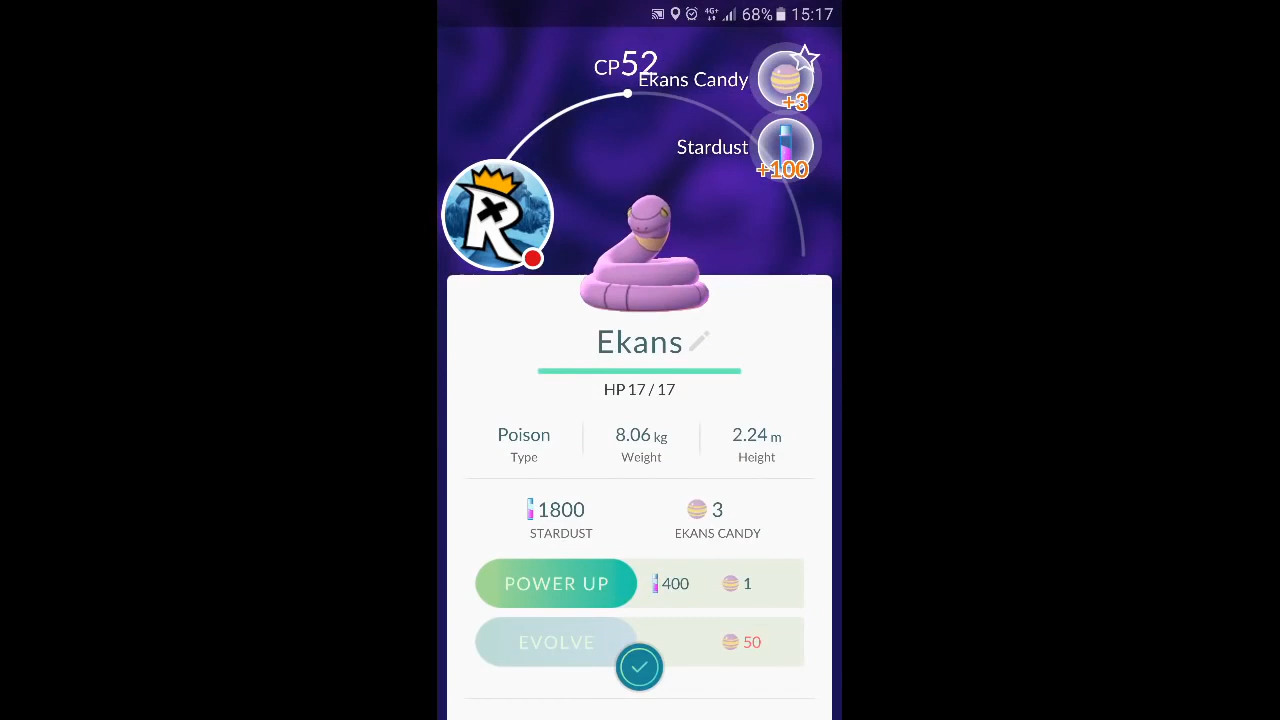 4G+ 68% 15:17
CP52
Ekans Candy
+3
Stardust
+100
R
Ekans
HP 17 / 17
Poison 8.06 kg 2.24 m
Type Weight Height
1800 3
STARDUST EKANS CANDY
POWER UP 400 1
EVOLVE 50